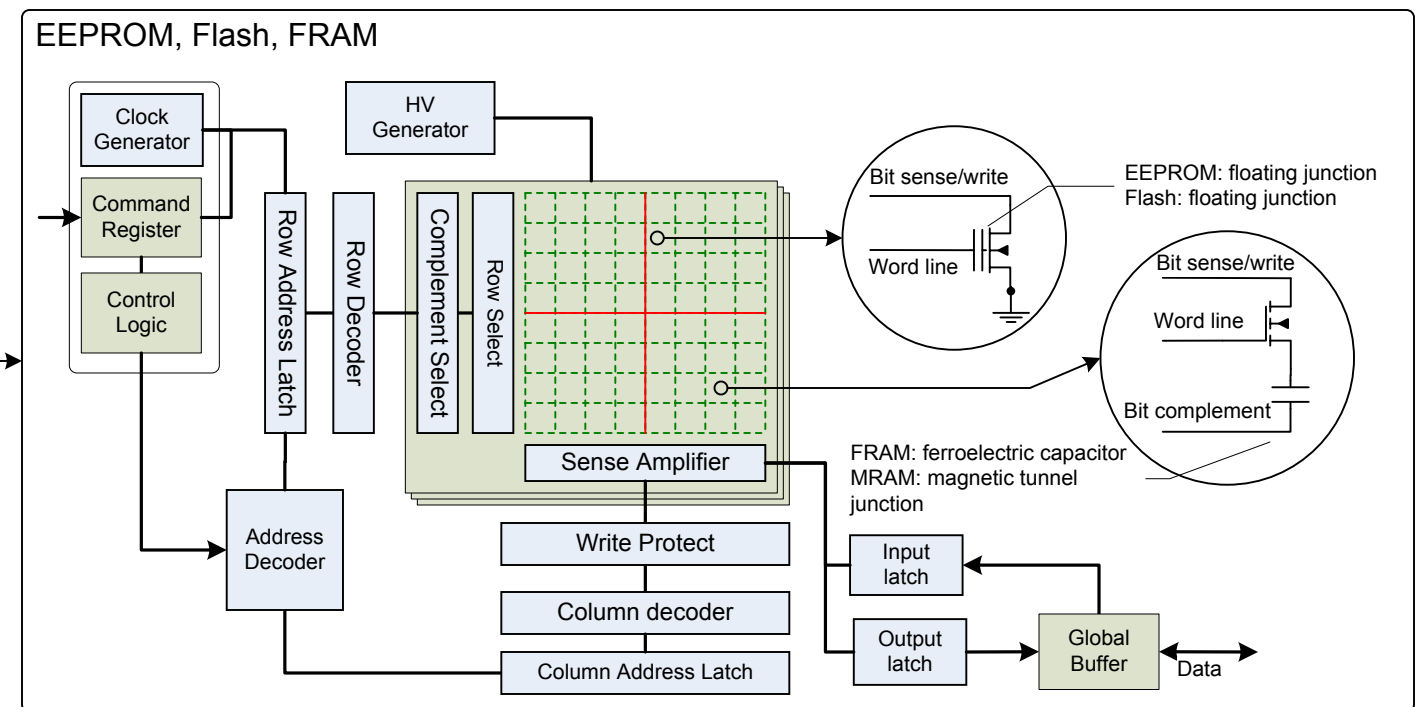 EEPROM, Flash, FRAM
Clock
Generator
Command
Register
Control
Logic
HV
Generator
Row Address Latch
Row Decoder
Complement Select
Row Select
Sense Amplifier
Address
Decoder
Write Protect
Column decoder
Column Address Latch
Bit sense/write
Word line
EEPROM: floating junction
Flash: floating junction
Bit sense/write
Word line
Bit complement
FRAM: ferroelectric capacitor
MRAM: magnetic tunnel
junction
Input
latch
Output
latch
Global
Buffer
Data